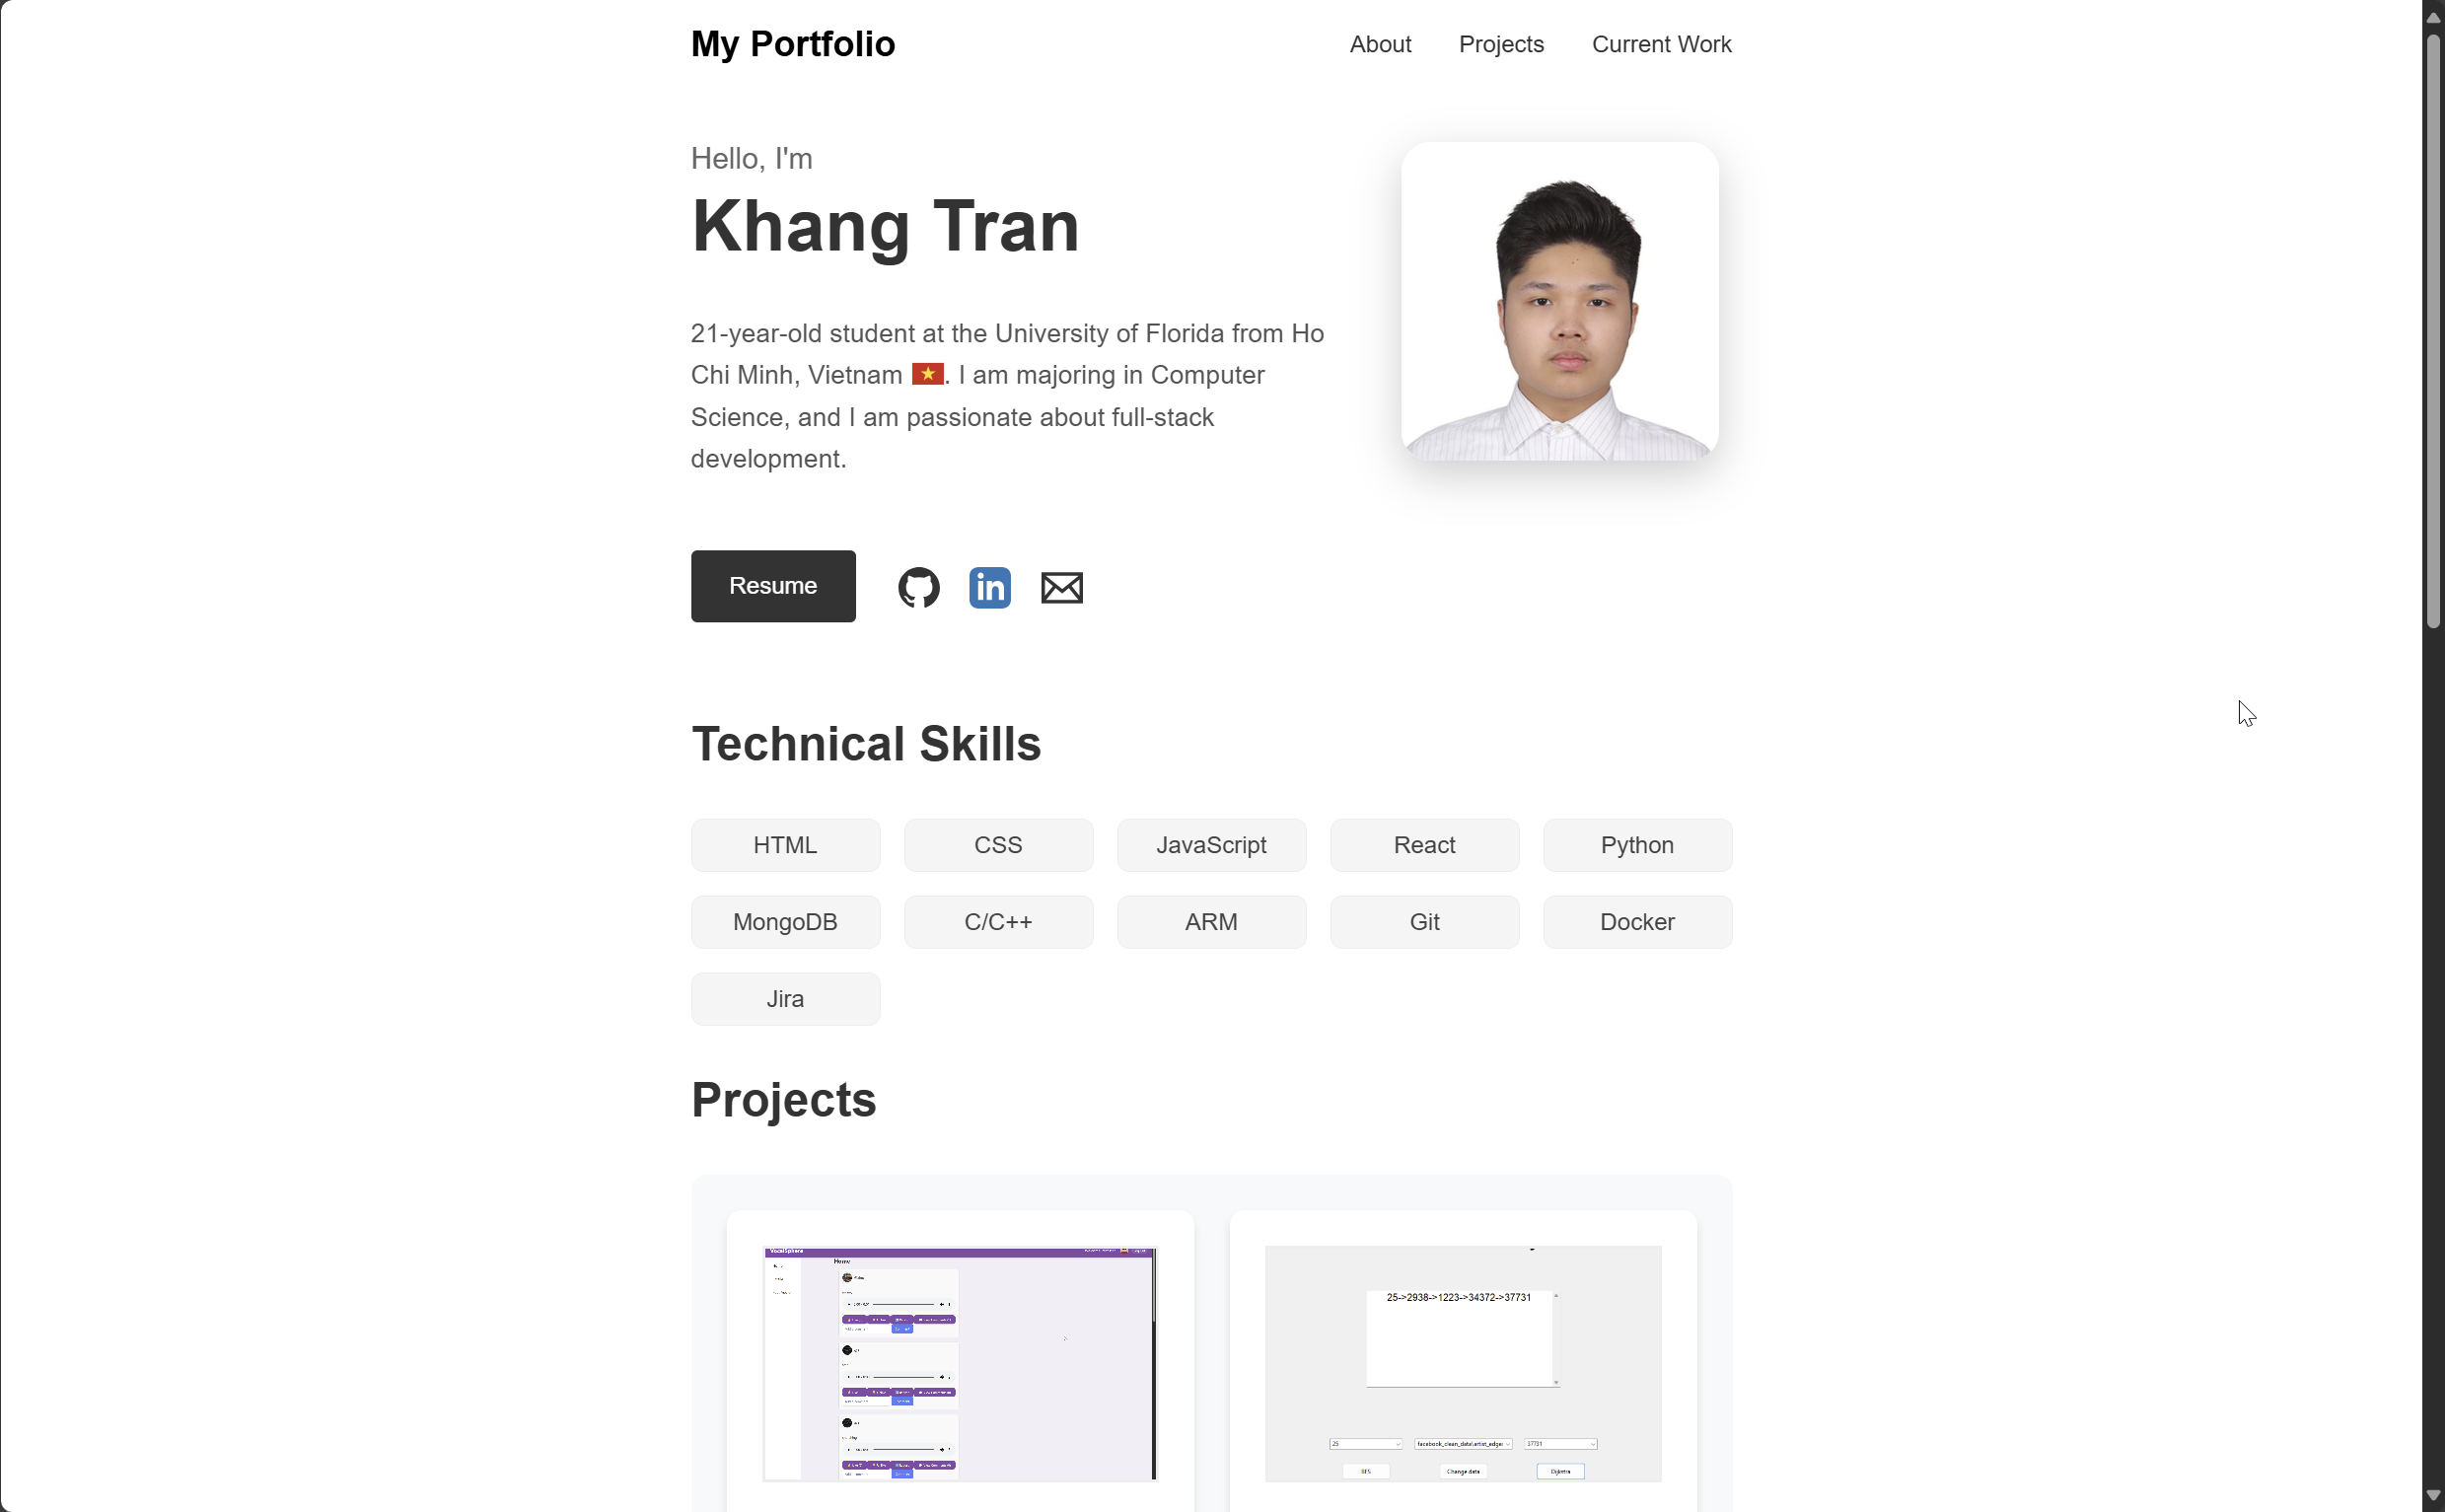 My Portfolio
About
Projects
Current Work
Hello, I'm
Khang Tran
21-year-old student at the University of Florida from Ho
Chi Minh, Vietnam 🇻🇳. I am majoring in Computer
Science, and I am passionate about full-stack
development.
Resume
in
Technical Skills
HTML
CSS
JavaScript
React
Python
MongoDB
C/C++
ARM
Git
Docker
Jira
Projects
VocalSphere
Home
25->2938->1223->34372->37731
25
facebook_clean_data\artist_edges
37731
BFS
Change data
Dijkstra